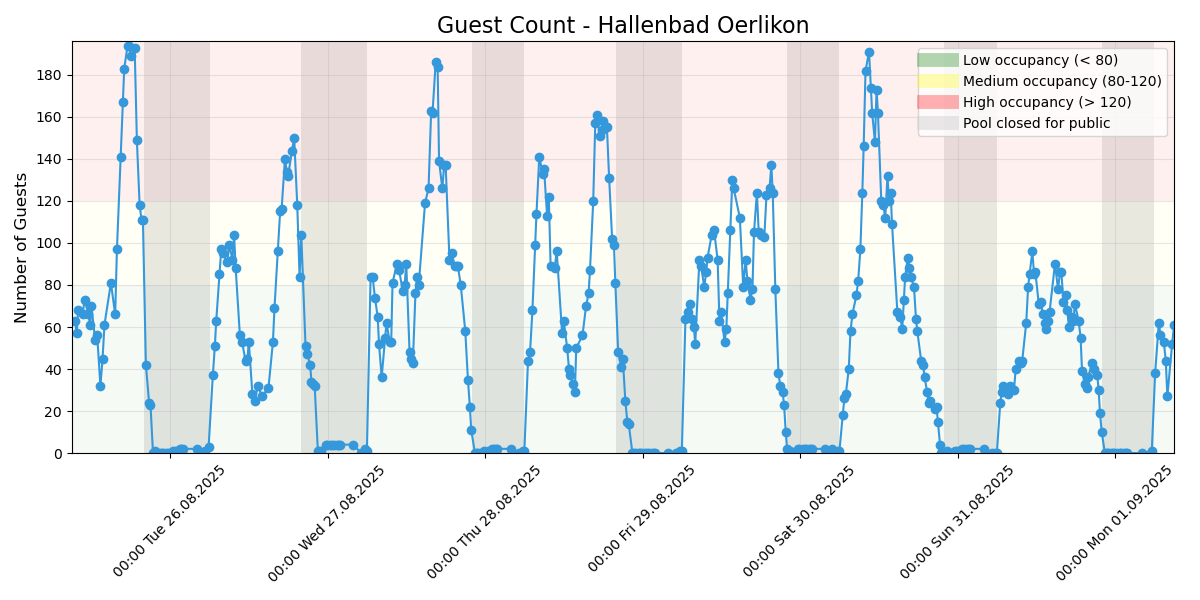 Guest Count - Hallenbad Oerlikon
Number of Guests
180
160
140
120
100
80
60
40
20
0
Low occupancy (< 80)
Medium occupancy (80-120)
High occupancy (> 120)
Pool closed for public
00:00 Tue 26.08.2025
00:00 Wed 27.08.2025
00:00 Thu 28.08.2025
00:00 Fri 29.08.2025
00:00 Sat 30.08.2025
00:00 Sun 31.08.2025
00:00 Mon 01.09.2025